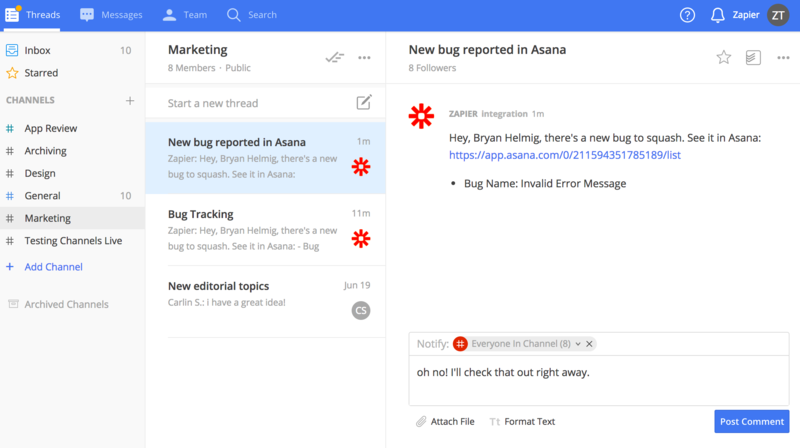 Threads
Messages
Team
Search
Zapier
ZT
Inbox 10
Starred
CHANNELS
# App Review
# Archiving
# Design
# General 10
# Marketing
# Testing Channels Live
+ Add Channel
Archived Channels
Marketing
8 Members · Public
Start a new thread
New bug reported in Asana 1m
Zapier: Hey, Bryan Helmig, there's a new
bug to squash. See it in Asana:
Bug Tracking 11m
Zapier: Hey, Bryan Helmig, there's a new
bug to squash. See it in Asana: - Bug
New editorial topics Jun 19
Carlin S.: i have a great idea!
CS
New bug reported in Asana
8 Followers
ZAPIER integration 1m
Hey, Bryan Helmig, there's a new bug to squash. See it in Asana:
https://app.asana.com/0/211594351785189/list
• Bug Name: Invalid Error Message
Notify: # Everyone In Channel (8)
oh no! I'll check that out right away.
Attach File
Tt Format Text
Post Comment